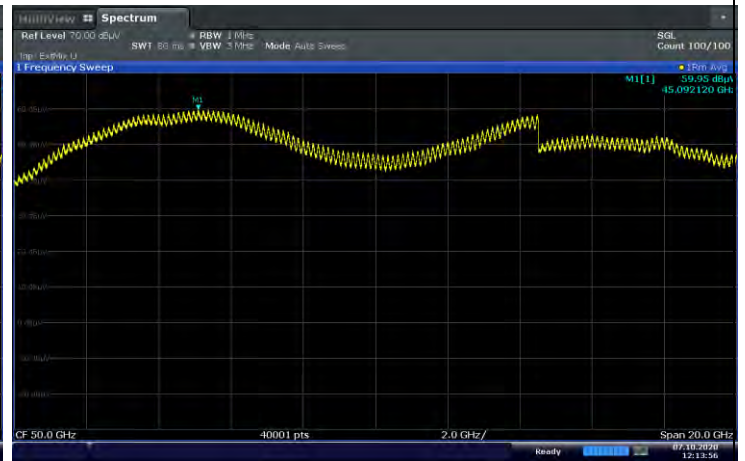 MultiView Spectrum
Ref Level 70.00 dBµV RBW 1 MHz SGL
SWT 80 ms VBW 3 MHz Mode Auto Sweep Count 100/100
Inp: ExtMix U
1 Frequency Sweep 1Rm Avg
M1[1] 59.95 dBµV
45.092120 GHz
M1
CF 50.0 GHz 40001 pts 2.0 GHz/ Span 20.0 GHz
Ready 07.10.2020
12:13:56